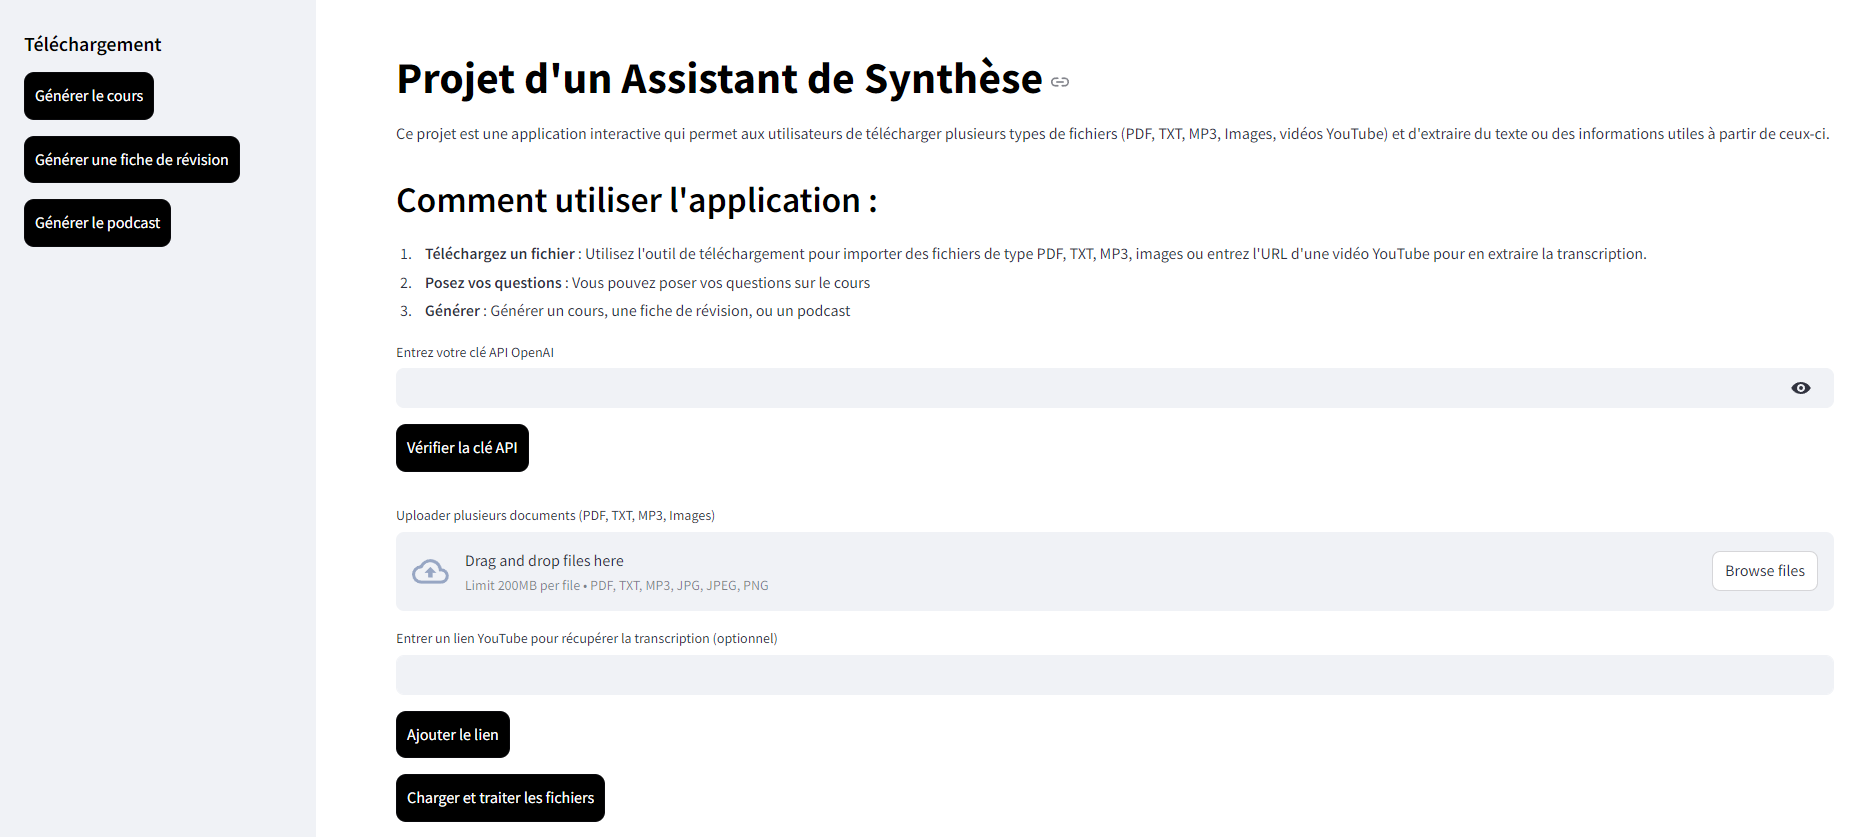 Téléchargement
Générer le cours
Générer une fiche de révision
Générer le podcast
Projet d'un Assistant de Synthèse
Ce projet est une application interactive qui permet aux utilisateurs de télécharger plusieurs types de fichiers (PDF, TXT, MP3, Images, vidéos YouTube) et d'extraire du texte ou des informations utiles à partir de ceux-ci.
Comment utiliser l'application :
1. Téléchargez un fichier : Utilisez l'outil de téléchargement pour importer des fichiers de type PDF, TXT, MP3, images ou entrez l'URL d'une vidéo YouTube pour en extraire la transcription.
2. Posez vos questions : Vous pouvez poser vos questions sur le cours
3. Générer : Générer un cours, une fiche de révision, ou un podcast
Entrez votre clé API OpenAI
Vérifier la clé API
Uploader plusieurs documents (PDF, TXT, MP3, Images)
Drag and drop files here
Limit 200MB per file • PDF, TXT, MP3, JPG, JPEG, PNG
Browse files
Entrer un lien YouTube pour récupérer la transcription (optionnel)
Ajouter le lien
Charger et traiter les fichiers